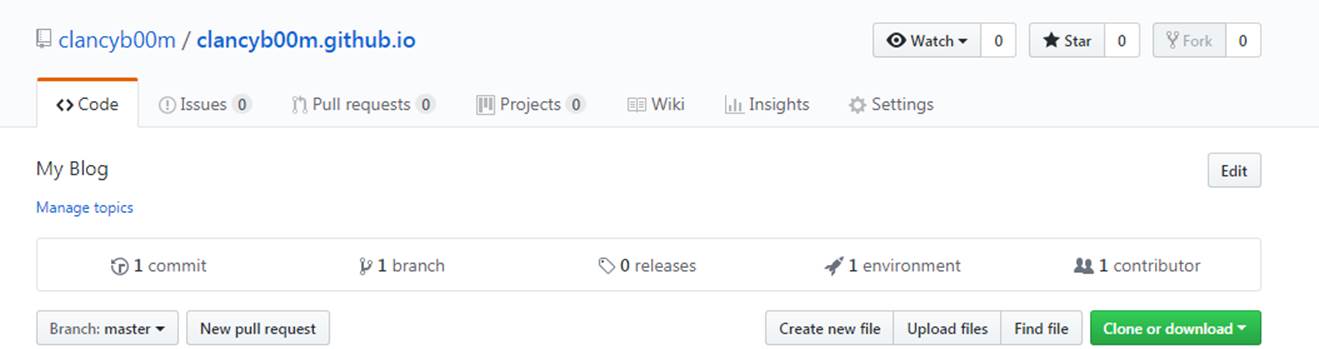 clancyb00m / clancyb00m.github.io Watch 0 Star 0 Fork 0
Code Issues 0 Pull requests 0 Projects 0 Wiki Insights Settings
My Blog Edit
Manage topics
1 commit 1 branch 0 releases 1 environment 1 contributor
Branch: master New pull request Create new file Upload files Find file Clone or download